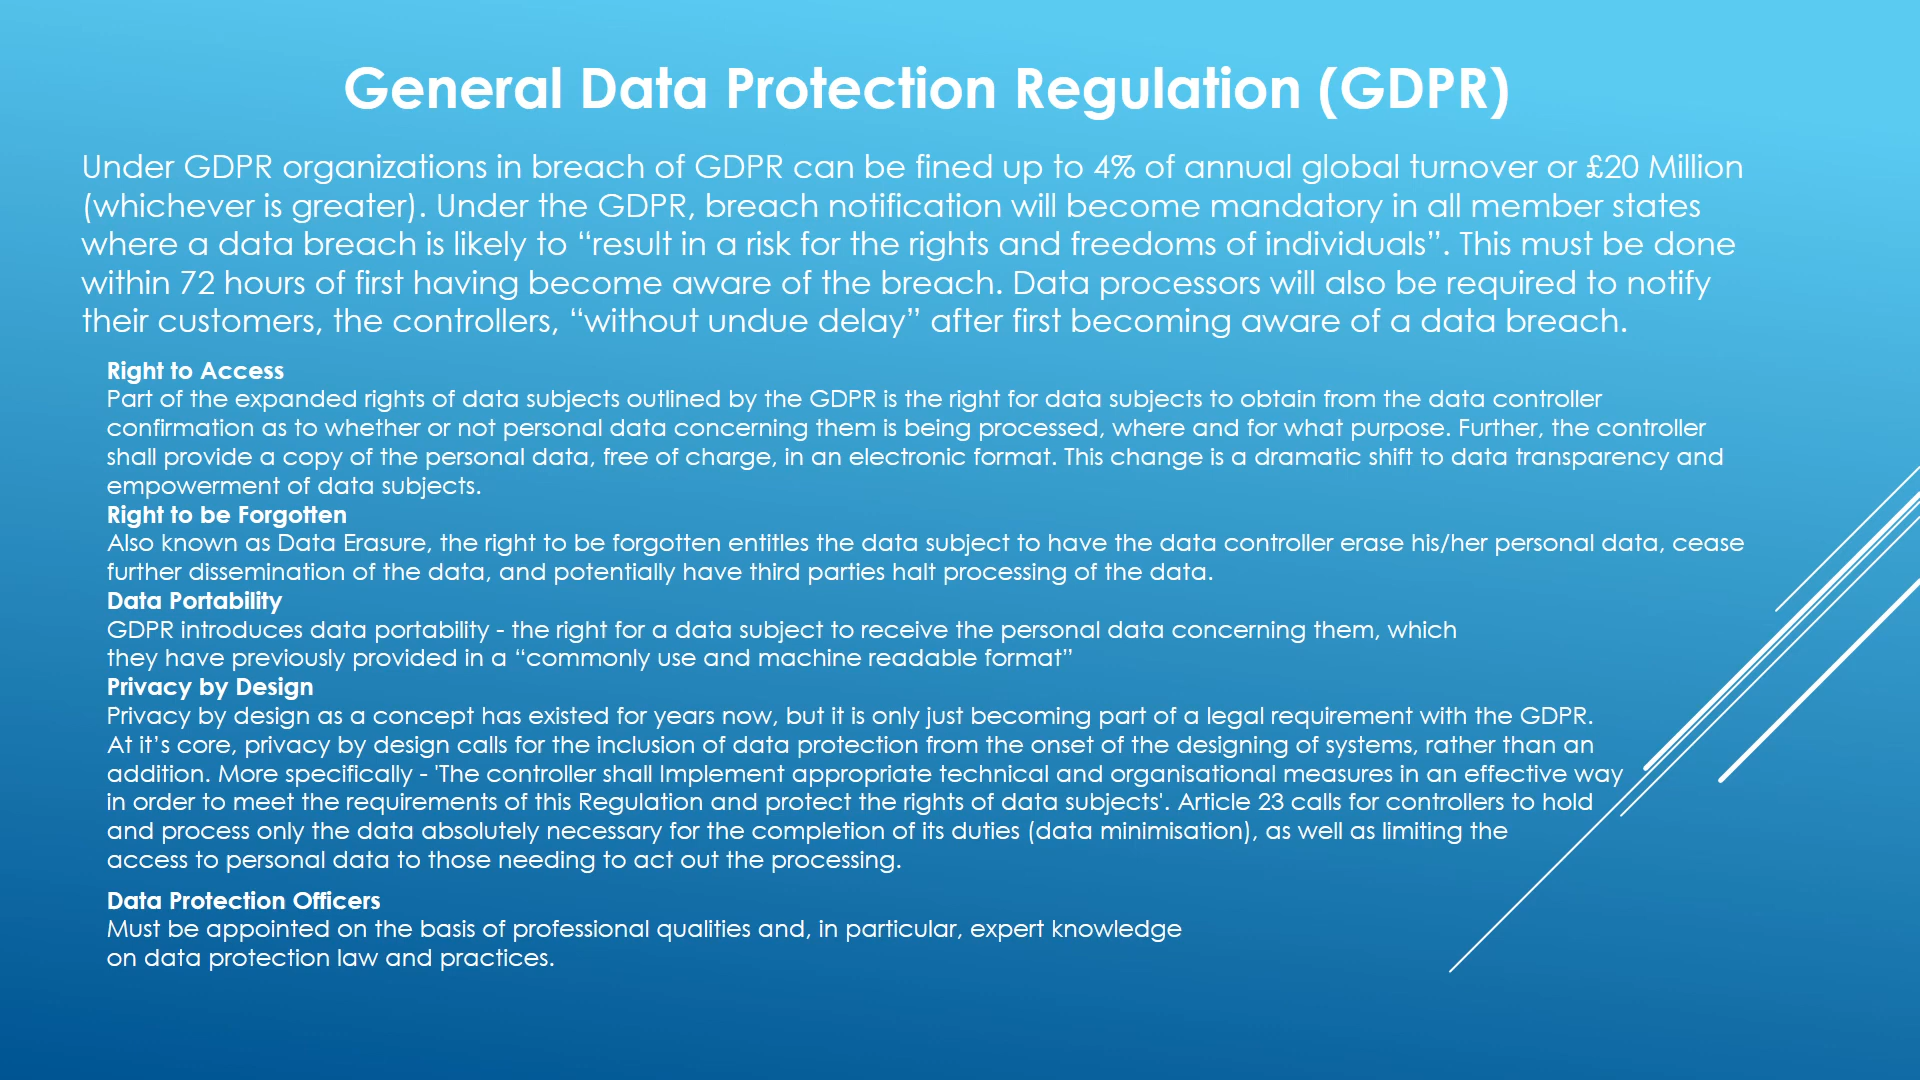 General Data Protection Regulation (GDPR)
Under GDPR organizations in breach of GDPR can be fined up to 4% of annual global turnover or £20 Million
(whichever is greater). Under the GDPR, breach notification will become mandatory in all member states
where a data breach is likely to “result in a risk for the rights and freedoms of individuals”. This must be done
within 72 hours of first having become aware of the breach. Data processors will also be required to notify
their customers, the controllers, “without undue delay” after first becoming aware of a data breach.
Right to Access
Part of the expanded rights of data subjects outlined by the GDPR is the right for data subjects to obtain from the data controller
confirmation as to whether or not personal data concerning them is being processed, where and for what purpose. Further, the controller
shall provide a copy of the personal data, free of charge, in an electronic format. This change is a dramatic shift to data transparency and
empowerment of data subjects.
Right to be Forgotten
Also known as Data Erasure, the right to be forgotten entitles the data subject to have the data controller erase his/her personal data, cease
further dissemination of the data, and potentially have third parties halt processing of the data.
Data Portability
GDPR introduces data portability - the right for a data subject to receive the personal data concerning them, which
they have previously provided in a “commonly use and machine readable format”
Privacy by Design
Privacy by design as a concept has existed for years now, but it is only just becoming part of a legal requirement with the GDPR.
At it’s core, privacy by design calls for the inclusion of data protection from the onset of the designing of systems, rather than an
addition. More specifically - 'The controller shall Implement appropriate technical and organisational measures in an effective way
in order to meet the requirements of this Regulation and protect the rights of data subjects'. Article 23 calls for controllers to hold
and process only the data absolutely necessary for the completion of its duties (data minimisation), as well as limiting the
access to personal data to those needing to act out the processing.
Data Protection Officers
Must be appointed on the basis of professional qualities and, in particular, expert knowledge
on data protection law and practices.